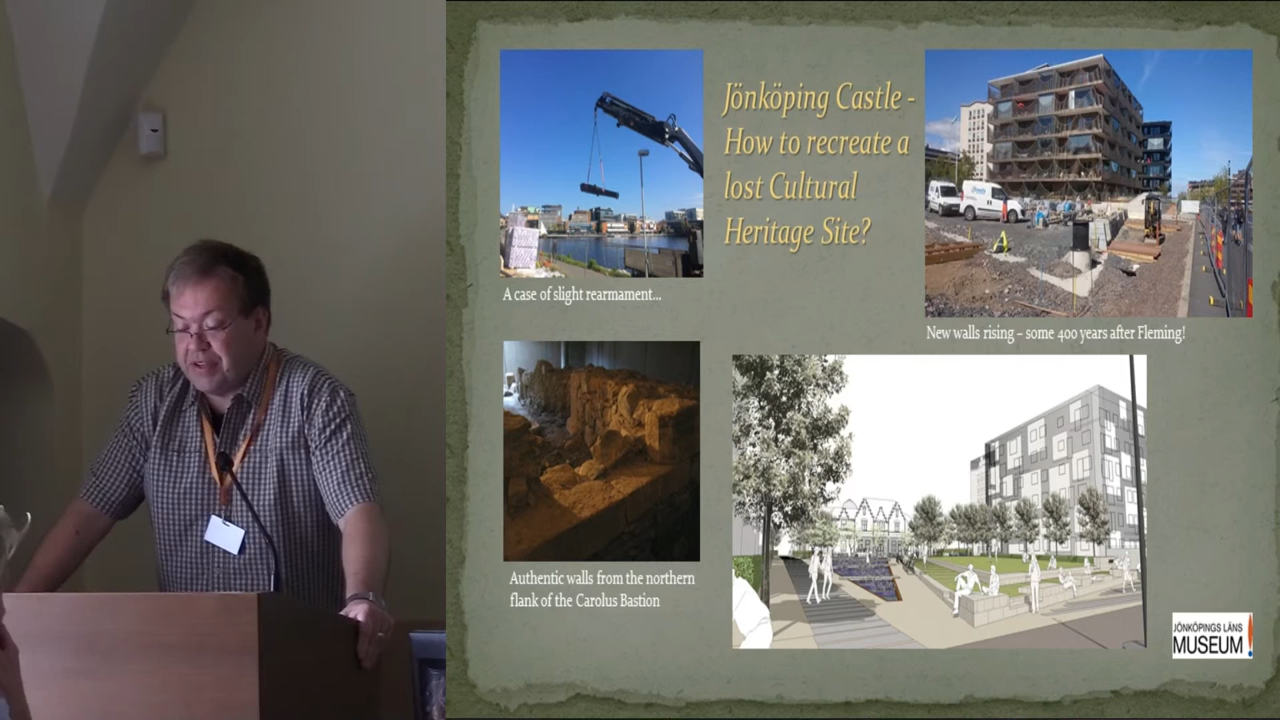 Jönköping Castle -
How to recreate a
lost Cultural
Heritage Site?
A case of slight rearmament...
New walls rising – some 400 years after Fleming!
Authentic walls from the northern
flank of the Carolus Bastion
JÖNKÖPINGS LÄNS
MUSEUM